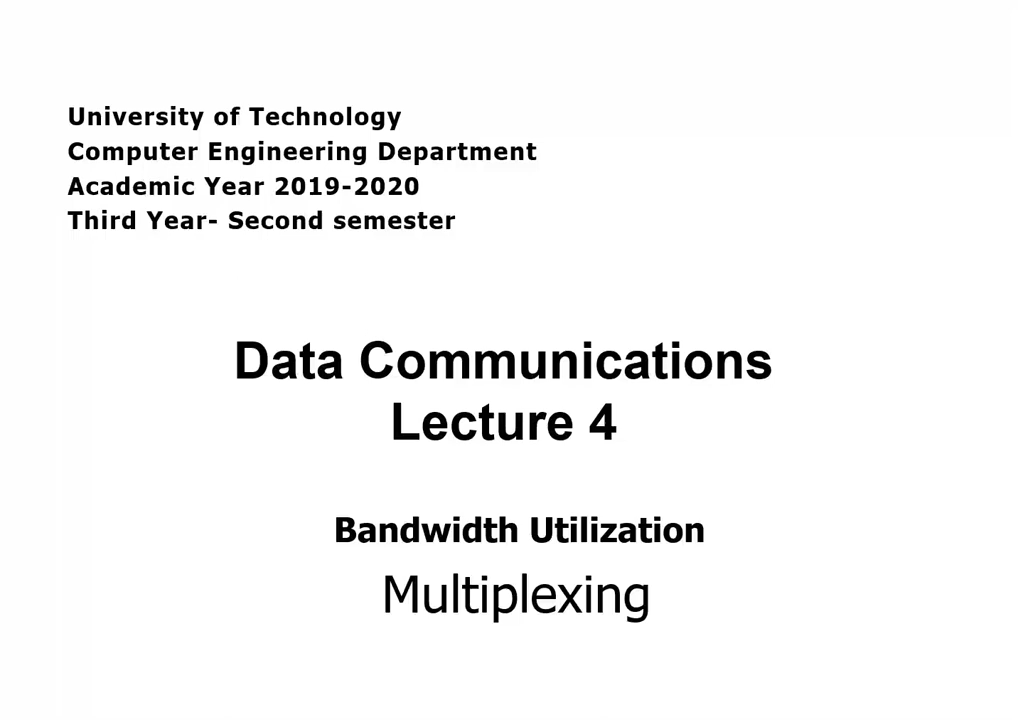 University of Technology
Computer Engineering Department
Academic Year 2019-2020
Third Year- Second semester
Data Communications
Lecture 4
Bandwidth Utilization
Multiplexing